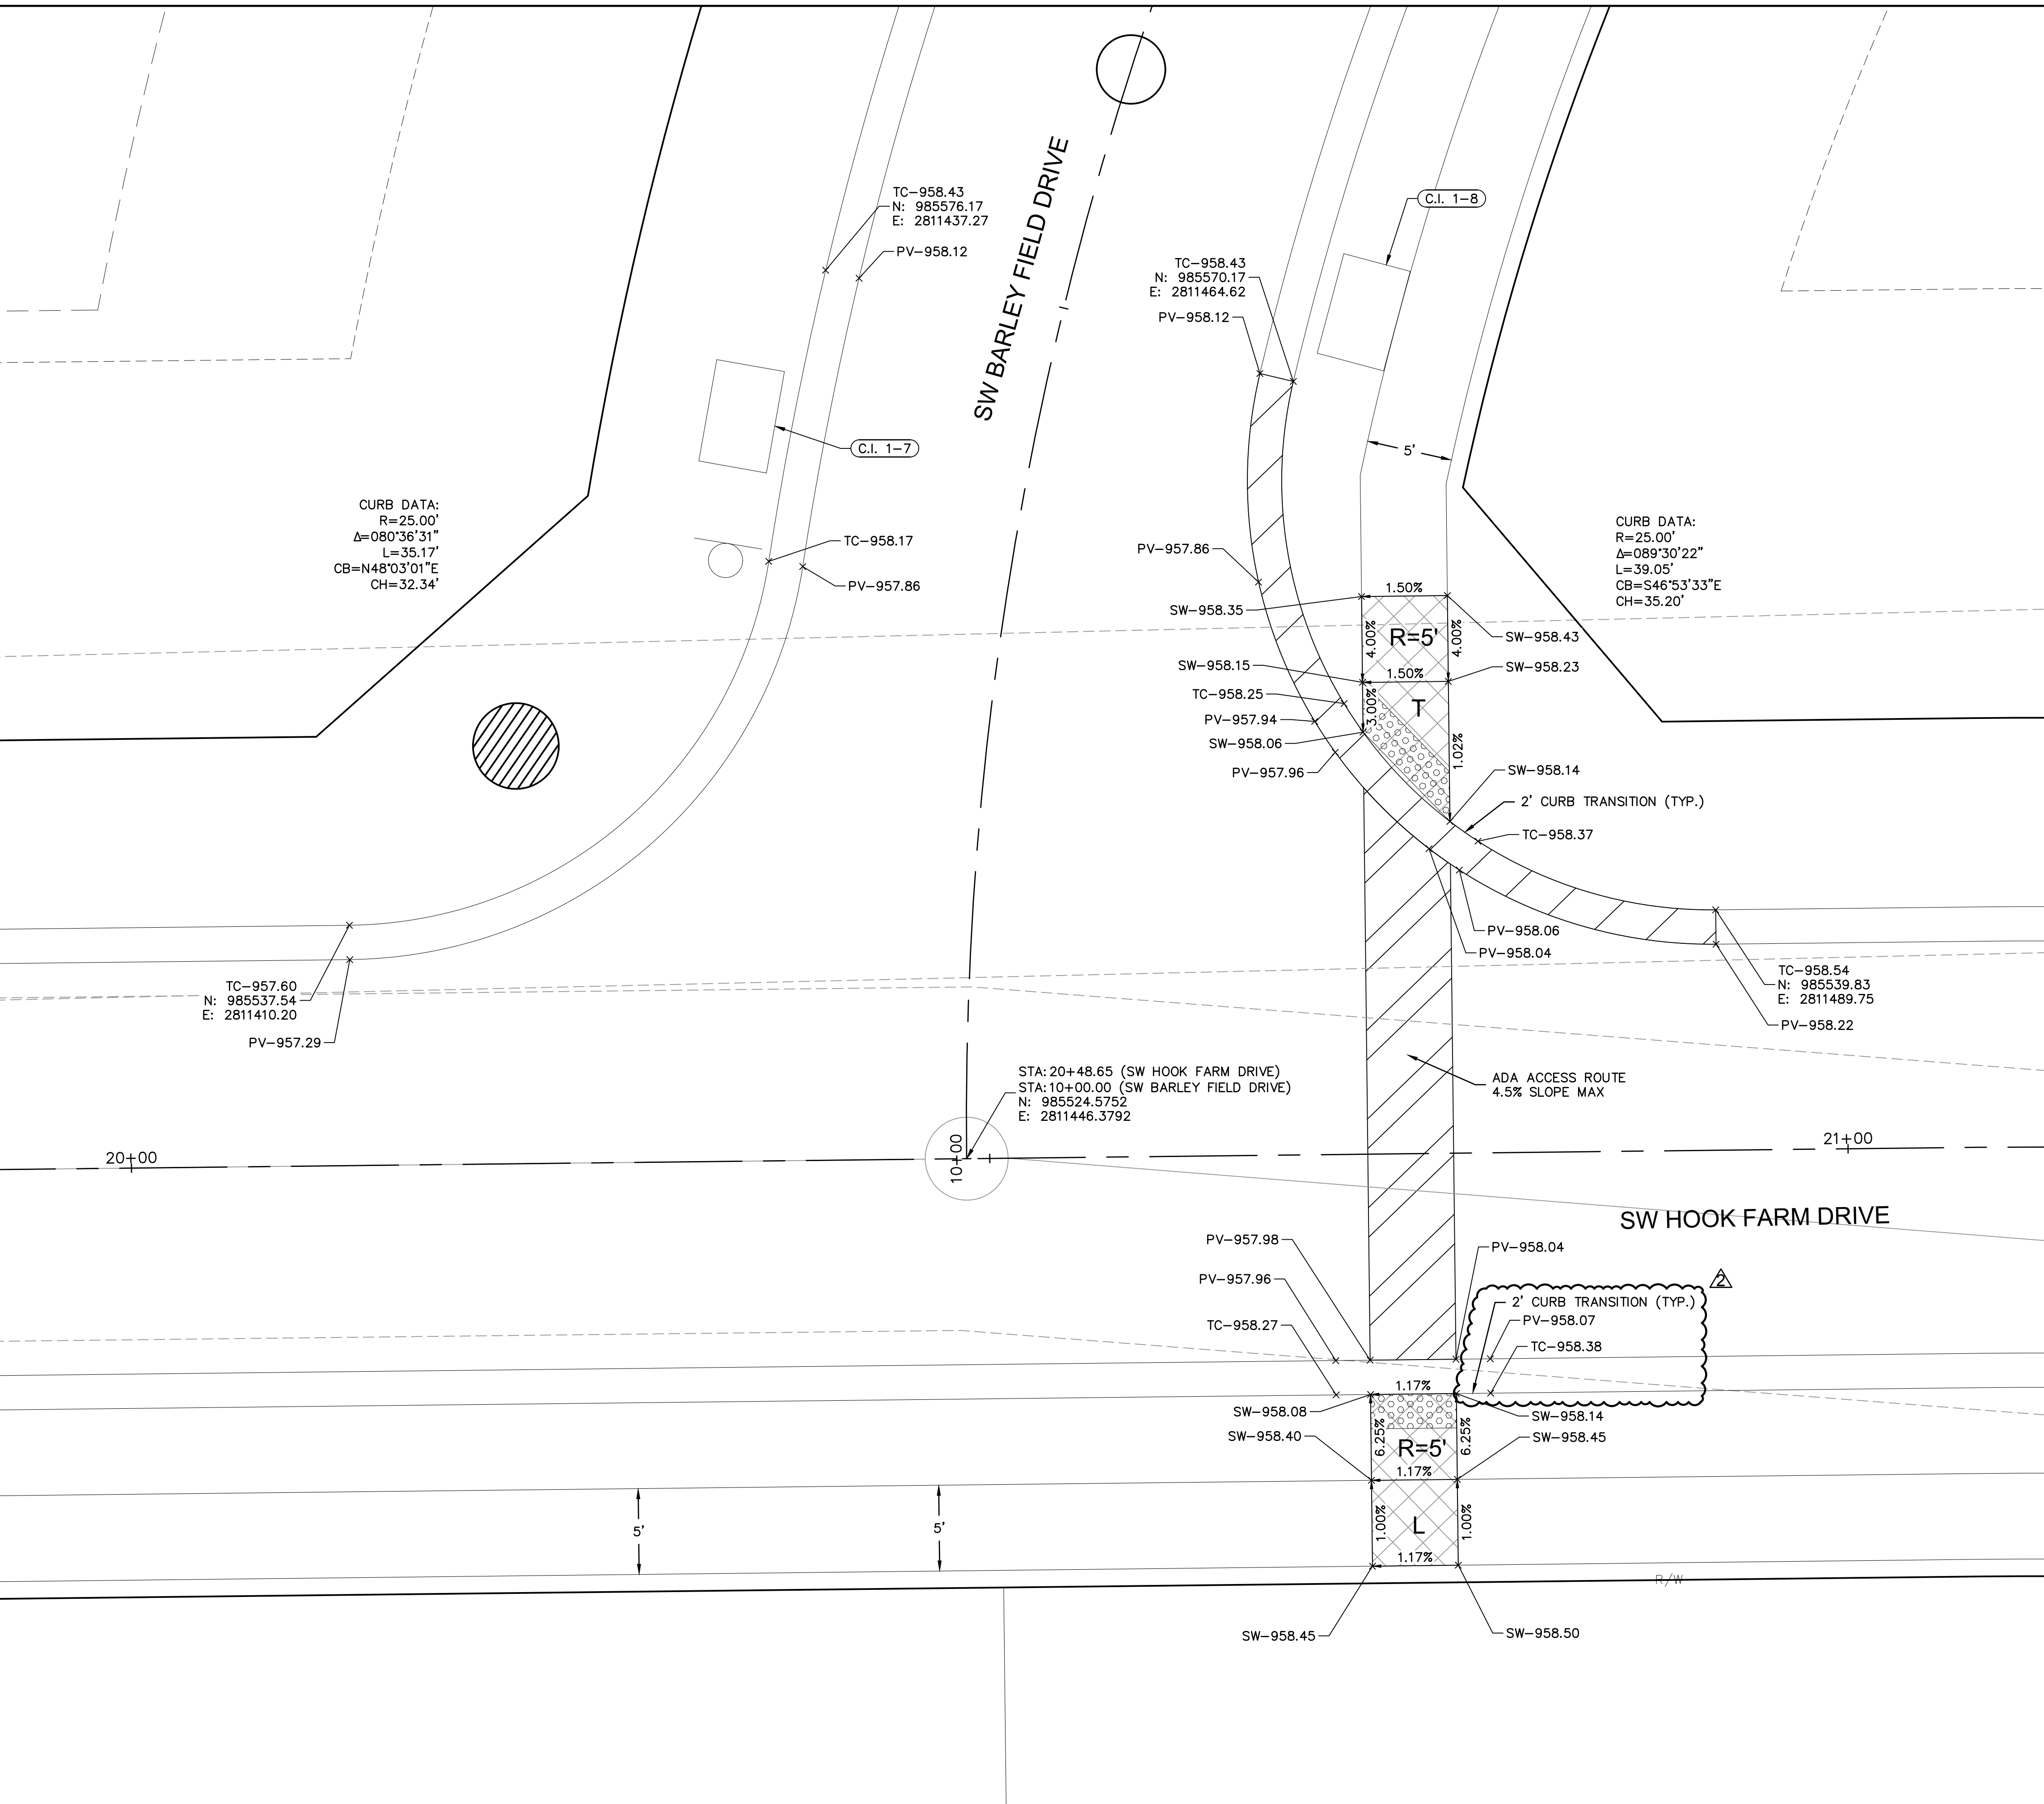 TC-958.43
N: 985576.17
E: 2811437.27
PV-958.12
SW BARLEY FIELD DRIVE
C.I. 1-8
TC-958.43
N: 985570.17
E: 2811464.62
PV-958.12
C.I. 1-7
5'
CURB DATA:
R=25.00'
Δ=080°36'31"
L=35.17'
CB=N48°03'01"E
CH=32.34'
TC-958.17
PV-957.86
CURB DATA:
R=25.00'
Δ=089°30'22"
L=39.05'
CB=S46°53'33"E
CH=35.20'
PV-957.86
1.50%
SW-958.35
4.00%
R=5'
4.00%
SW-958.43
SW-958.15
1.50%
SW-958.23
TC-958.25
3.00%
T
PV-957.94
SW-958.06
1.02%
PV-957.96
SW-958.14
2' CURB TRANSITION (TYP.)
TC-958.37
PV-958.06
PV-958.04
TC-957.60
N: 985537.54
E: 2811410.20
PV-957.29
TC-958.54
N: 985539.83
E: 2811489.75
PV-958.22
STA:20+48.65 (SW HOOK FARM DRIVE)
STA:10+00.00 (SW BARLEY FIELD DRIVE)
N: 985524.5752
E: 2811446.3792
ADA ACCESS ROUTE
4.5% SLOPE MAX
20+00
10+00
21+00
SW HOOK FARM DRIVE
PV-957.98
PV-958.04
PV-957.96
2
2' CURB TRANSITION (TYP.)
PV-958.07
TC-958.27
TC-958.38
1.17%
SW-958.08
SW-958.14
6.25%
R=5'
6.25%
SW-958.40
SW-958.45
1.17%
5'
5'
1.00%
L
1.00%
1.17%
R/W
SW-958.45
SW-958.50